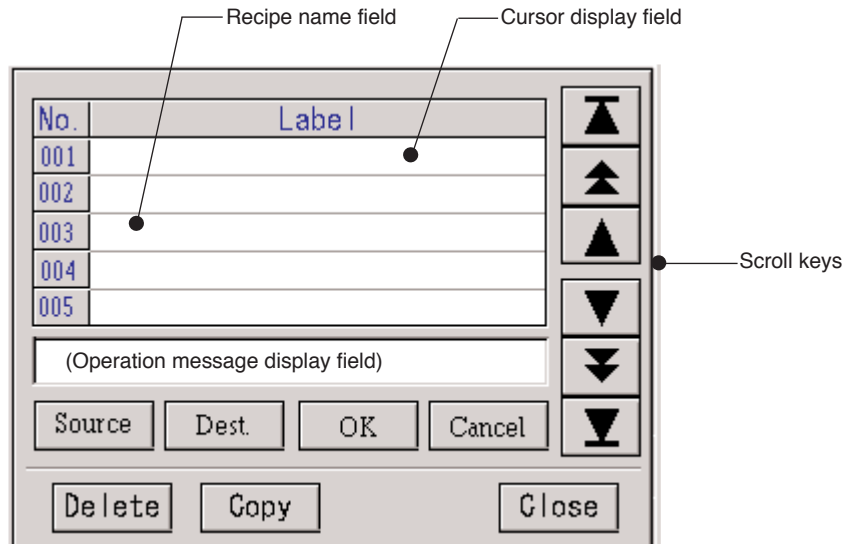 Recipe name field
Cursor display field
No. Label
001
002
003
004
005
Scroll keys
(Operation message display field)
Source Dest. OK Cancel
Delete Copy Close